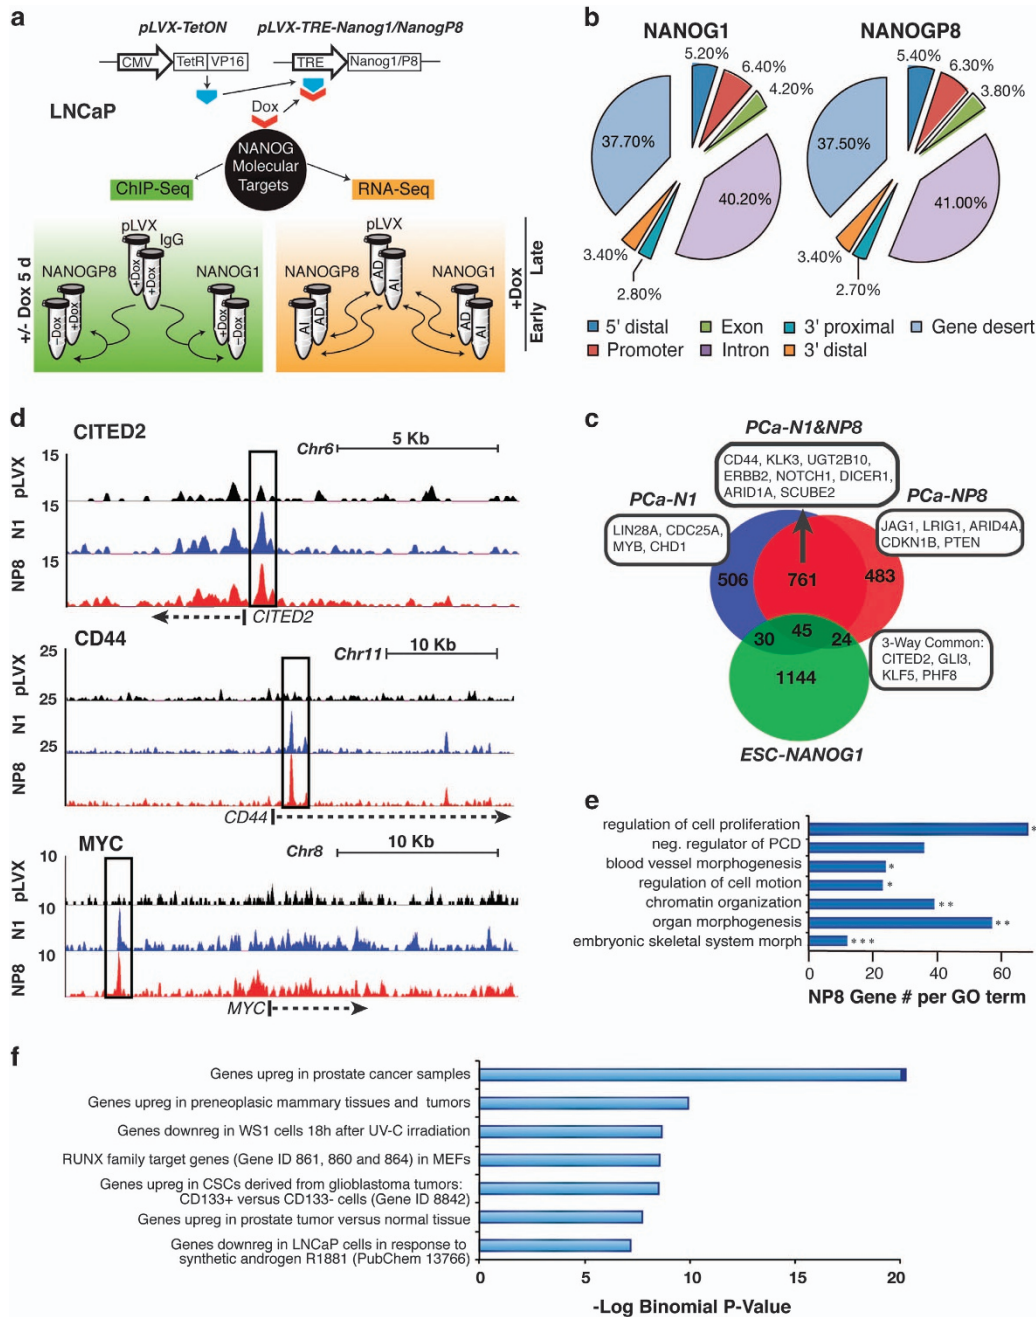 a
pLVX-TetON
pLVX-TRE-Nanog1/NanogP8
CMV
TetR
VP16
TRE
Nanog1/P8
LNCaP
Dox
NANOG
Molecular
Targets
ChIP-Seq
RNA-Seq
+/- Dox 5 d
pLVX
IgG
+Dox
+Dox
NANOGP8
NANOG1
-Dox
+Dox
+Dox
-Dox
pLVX
AD
AI
NANOGP8
NANOG1
AI
AD
AD
AI
+Dox
Early
Late
b
NANOG1
5.20%
6.40%
4.20%
37.70%
40.20%
3.40%
2.80%
NANOGP8
5.40%
6.30%
3.80%
37.50%
41.00%
3.40%
2.70%
5' distal
Exon
3' proximal
Gene desert
Promoter
Intron
3' distal
c
PCa-N1&NP8
CD44, KLK3, UGT2B10,
ERBB2, NOTCH1, DICER1,
ARID1A, SCUBE2
PCa-N1
LIN28A, CDC25A,
MYB, CHD1
PCa-NP8
JAG1, LRIG1, ARID4A,
CDKN1B, PTEN
506
761
483
30
45
24
1144
3-Way Common:
CITED2, GLI3,
KLF5, PHF8
ESC-NANOG1
d
CITED2
Chr6
5 Kb
15
pLVX
15
N1
15
NP8
CITED2
CD44
Chr11
10 Kb
25
pLVX
25
N1
25
NP8
CD44
MYC
Chr8
10 Kb
10
pLVX
10
N1
10
NP8
MYC
e
regulation of cell proliferation
*
neg. regulator of PCD
blood vessel morphogenesis
*
regulation of cell motion
*
chromatin organization
**
organ morphogenesis
**
embryonic skeletal system morph
***
0 20 40 60
NP8 Gene # per GO term
f
Genes upreg in prostate cancer samples
Genes upreg in preneoplasic mammary tissues and tumors
Genes downreg in WS1 cells 18h after UV-C irradiation
RUNX family target genes (Gene ID 861, 860 and 864) in MEFs
Genes upreg in CSCs derived from glioblastoma tumors:
CD133+ versus CD133- cells (Gene ID 8842)
Genes upreg in prostate tumor versus normal tissue
Genes downreg in LNCaP cells in response to
synthetic androgen R1881 (PubChem 13766)
0 5 10 15 20
-Log Binomial P-Value